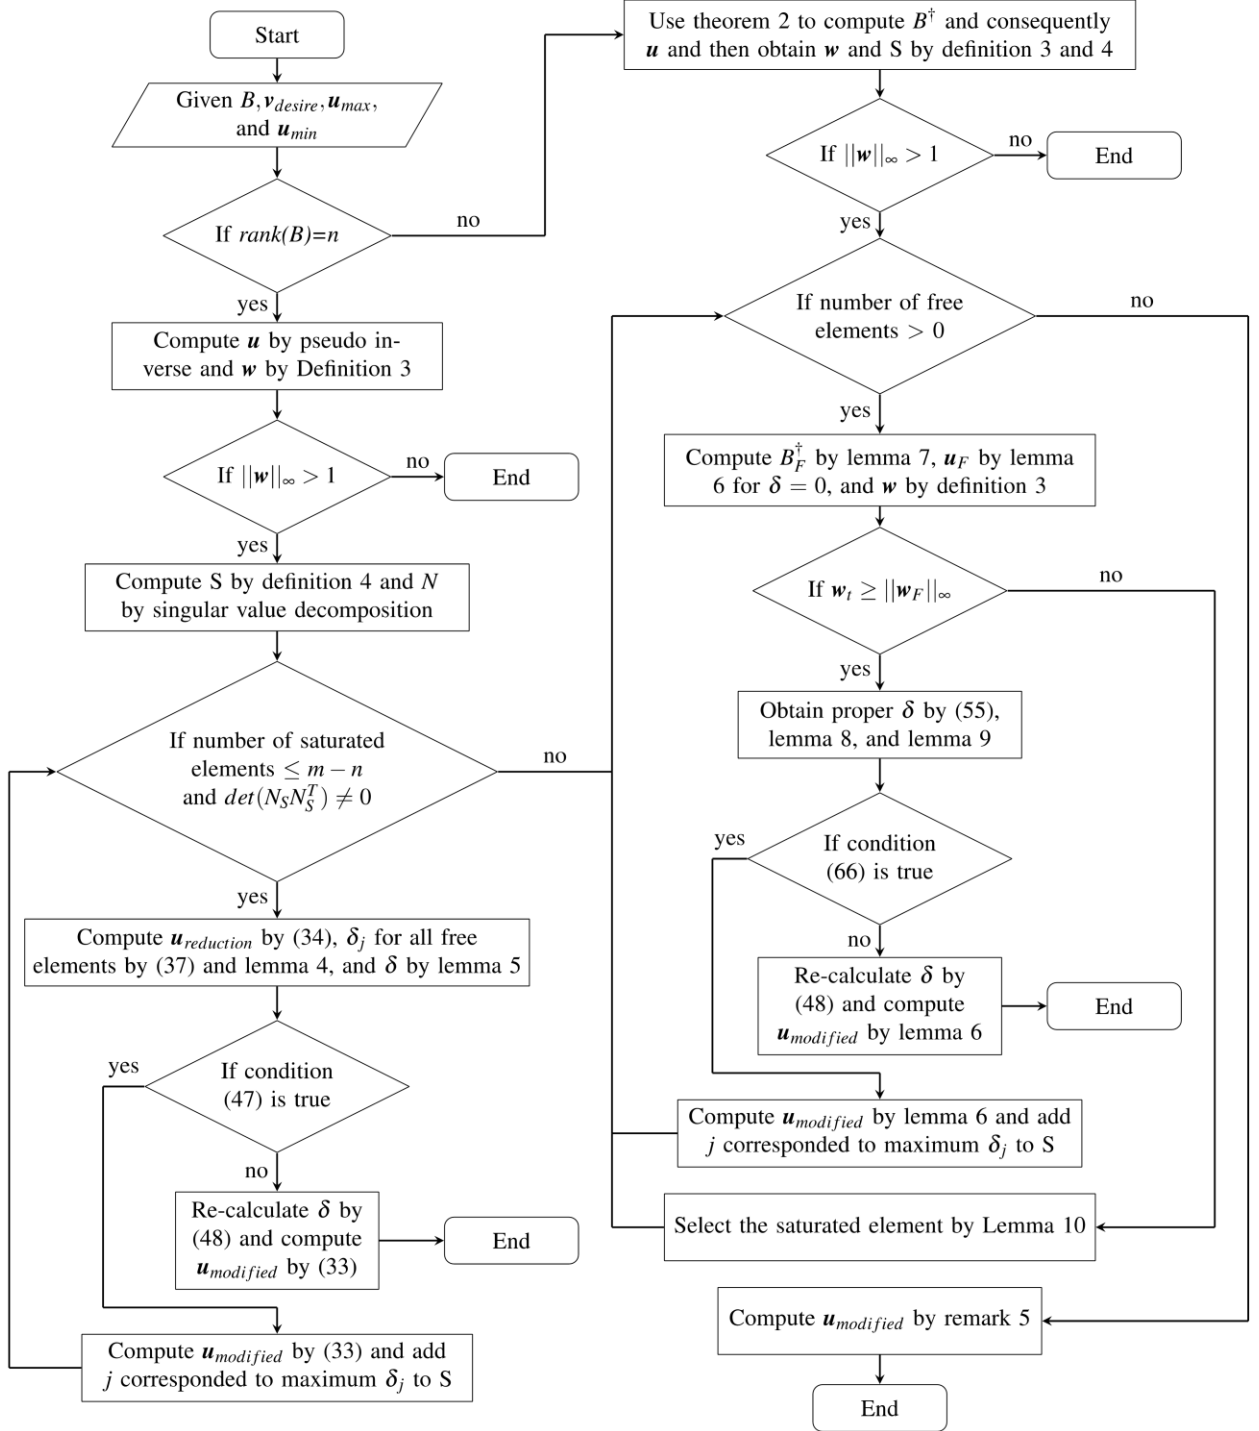 Start
Given B, v_desire, u_max,
and u_min
If rank(B)=n
no
yes
Compute u by pseudo in-
verse and w by Definition 3
If ||w||∞ > 1
no
End
yes
Compute S by definition 4 and N
by singular value decomposition
If number of saturated
elements ≤ m − n
and det(N_S N_S^T) ≠ 0
no
yes
Compute u_reduction by (34), δ_j for all free
elements by (37) and lemma 4, and δ by lemma 5
yes
If condition
(47) is true
no
Re-calculate δ by
(48) and compute
u_modified by (33)
End
Compute u_modified by (33) and add
j corresponded to maximum δ_j to S
Use theorem 2 to compute B† and consequently
u and then obtain w and S by definition 3 and 4
If ||w||∞ > 1
no
End
yes
If number of free
elements > 0
no
yes
Compute B_F† by lemma 7, u_F by lemma
6 for δ = 0, and w by definition 3
If w_t ≥ ||w_F||∞
no
yes
Obtain proper δ by (55),
lemma 8, and lemma 9
yes
If condition
(66) is true
no
Re-calculate δ by
(48) and compute
u_modified by lemma 6
End
Compute u_modified by lemma 6 and add
j corresponded to maximum δ_j to S
Select the saturated element by Lemma 10
Compute u_modified by remark 5
End